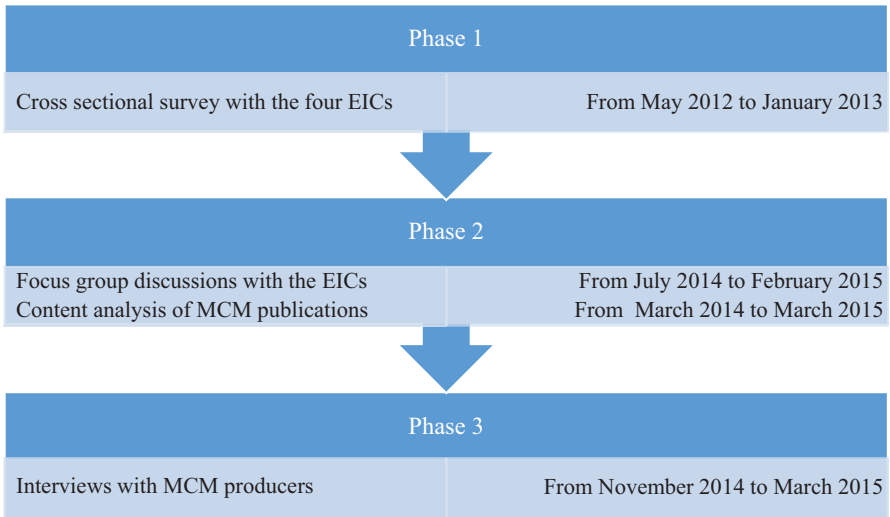 Phase 1
Cross sectional survey with the four EICs From May 2012 to January 2013
Phase 2
Focus group discussions with the EICs From July 2014 to February 2015
Content analysis of MCM publications From March 2014 to March 2015
Phase 3
Interviews with MCM producers From November 2014 to March 2015